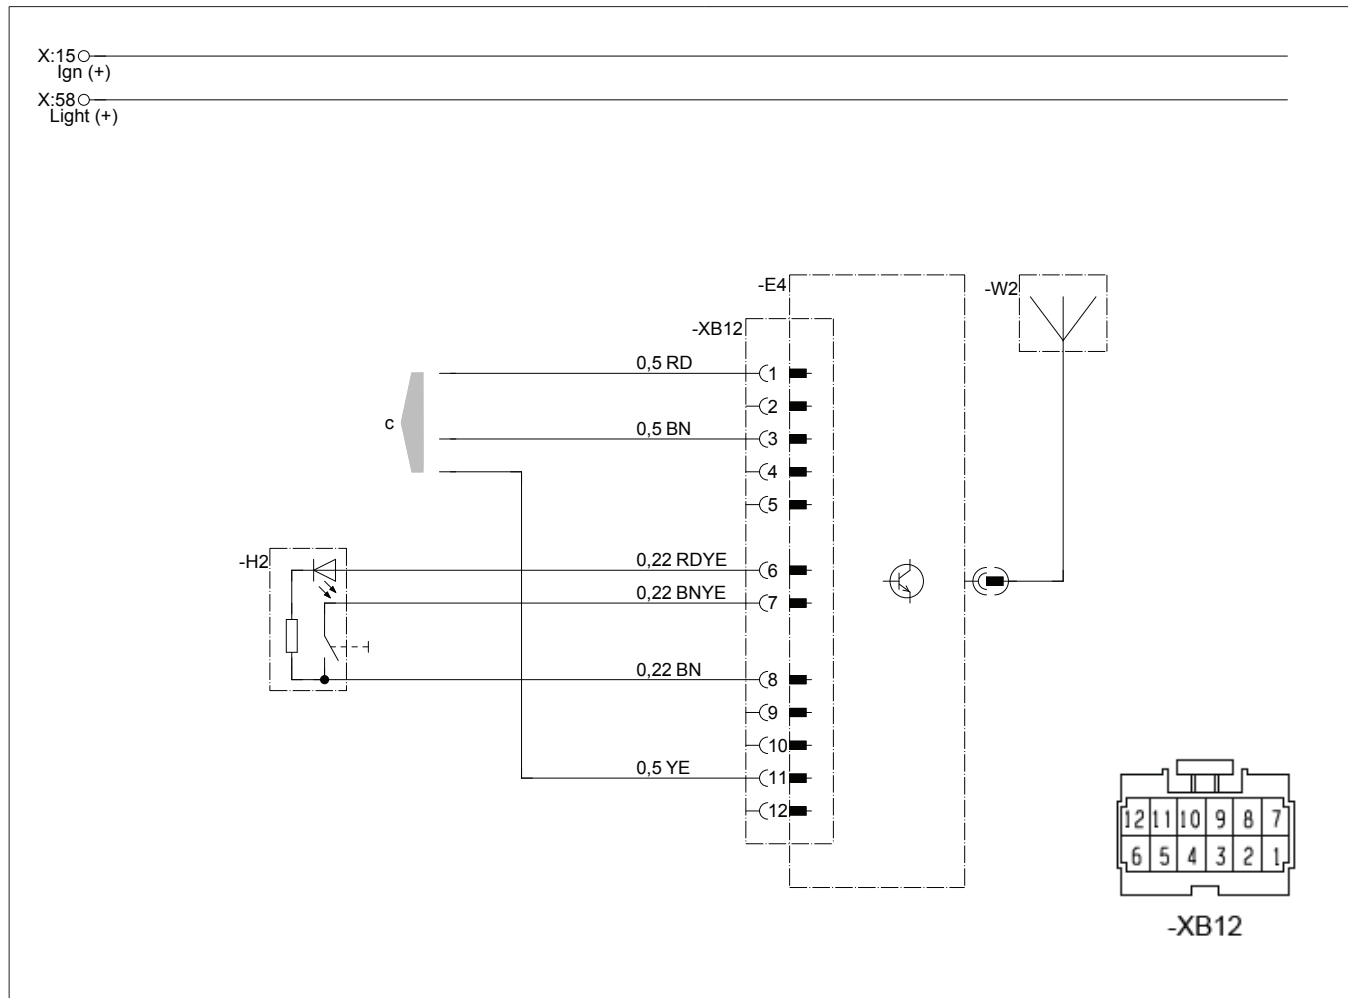 X:15
Ign (+)
X:58
Light (+)
-E4
-W2
-XB12
0,5 RD
1
2
c
0,5 BN
3
4
5
-H2
0,22 RDYE
6
0,22 BNYE
7
0,22 BN
8
9
10
0,5 YE
11
12
12 11 10 9 8 7
6 5 4 3 2 1
-XB12